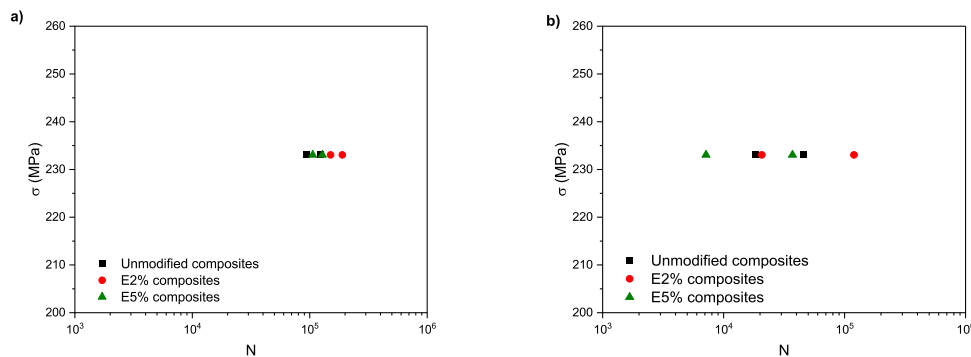 a)
260
250
240
230
220
210
200
σ (MPa)
Unmodified composites
E2% composites
E5% composites
10³ 10⁴ 10⁵ 10⁶
N
b)
260
250
240
230
220
210
200
σ (MPa)
Unmodified composites
E2% composites
E5% composites
10³ 10⁴ 10⁵ 10⁶
N